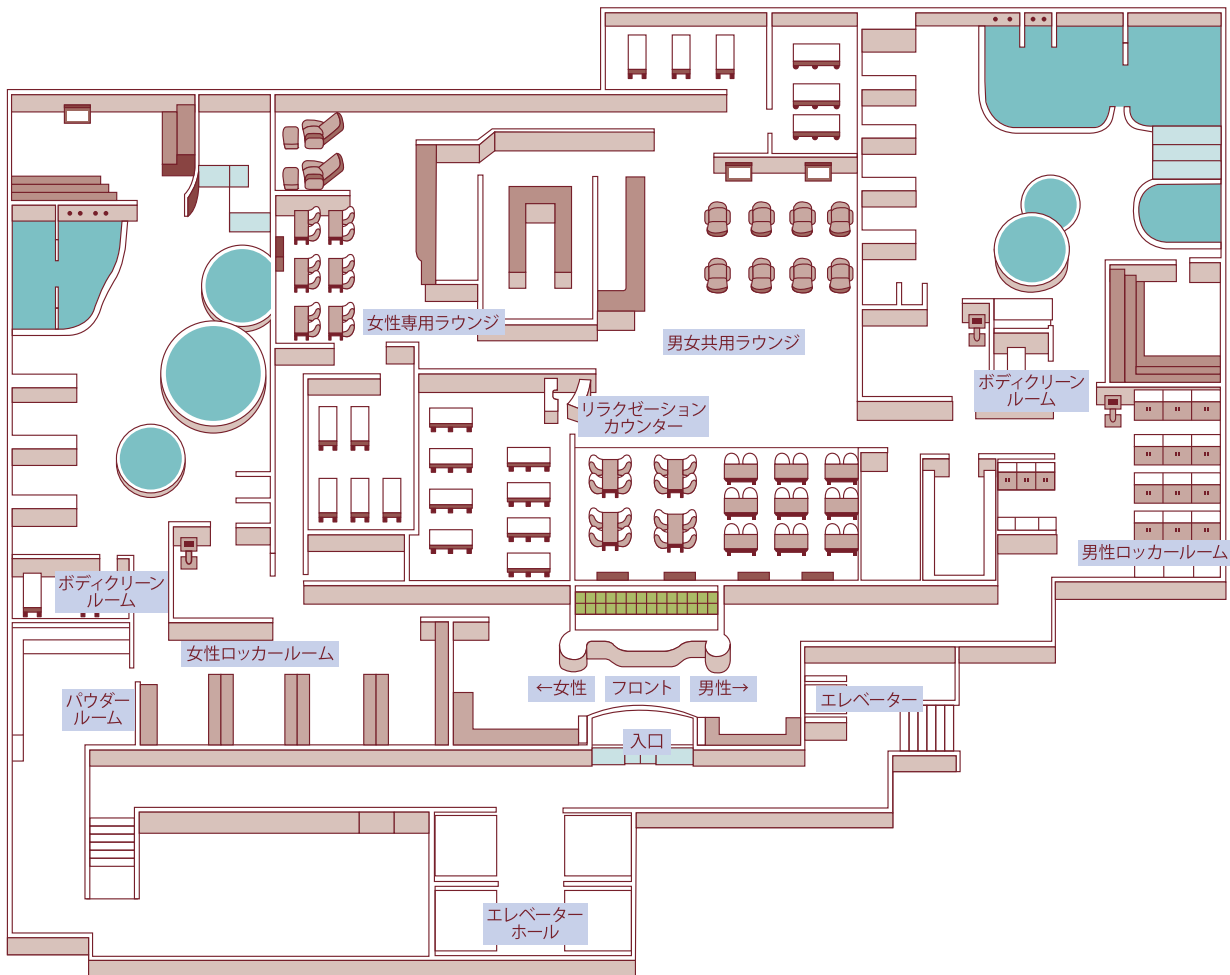 女性専用ラウンジ
男女共用ラウンジ
ボディクリーン
ルーム
リラクゼーション
カウンター
男性ロッカールーム
ボディクリーン
ルーム
女性ロッカールーム
パウダー
ルーム
←女性
フロント
男性→
エレベーター
入口
エレベーター
ホール